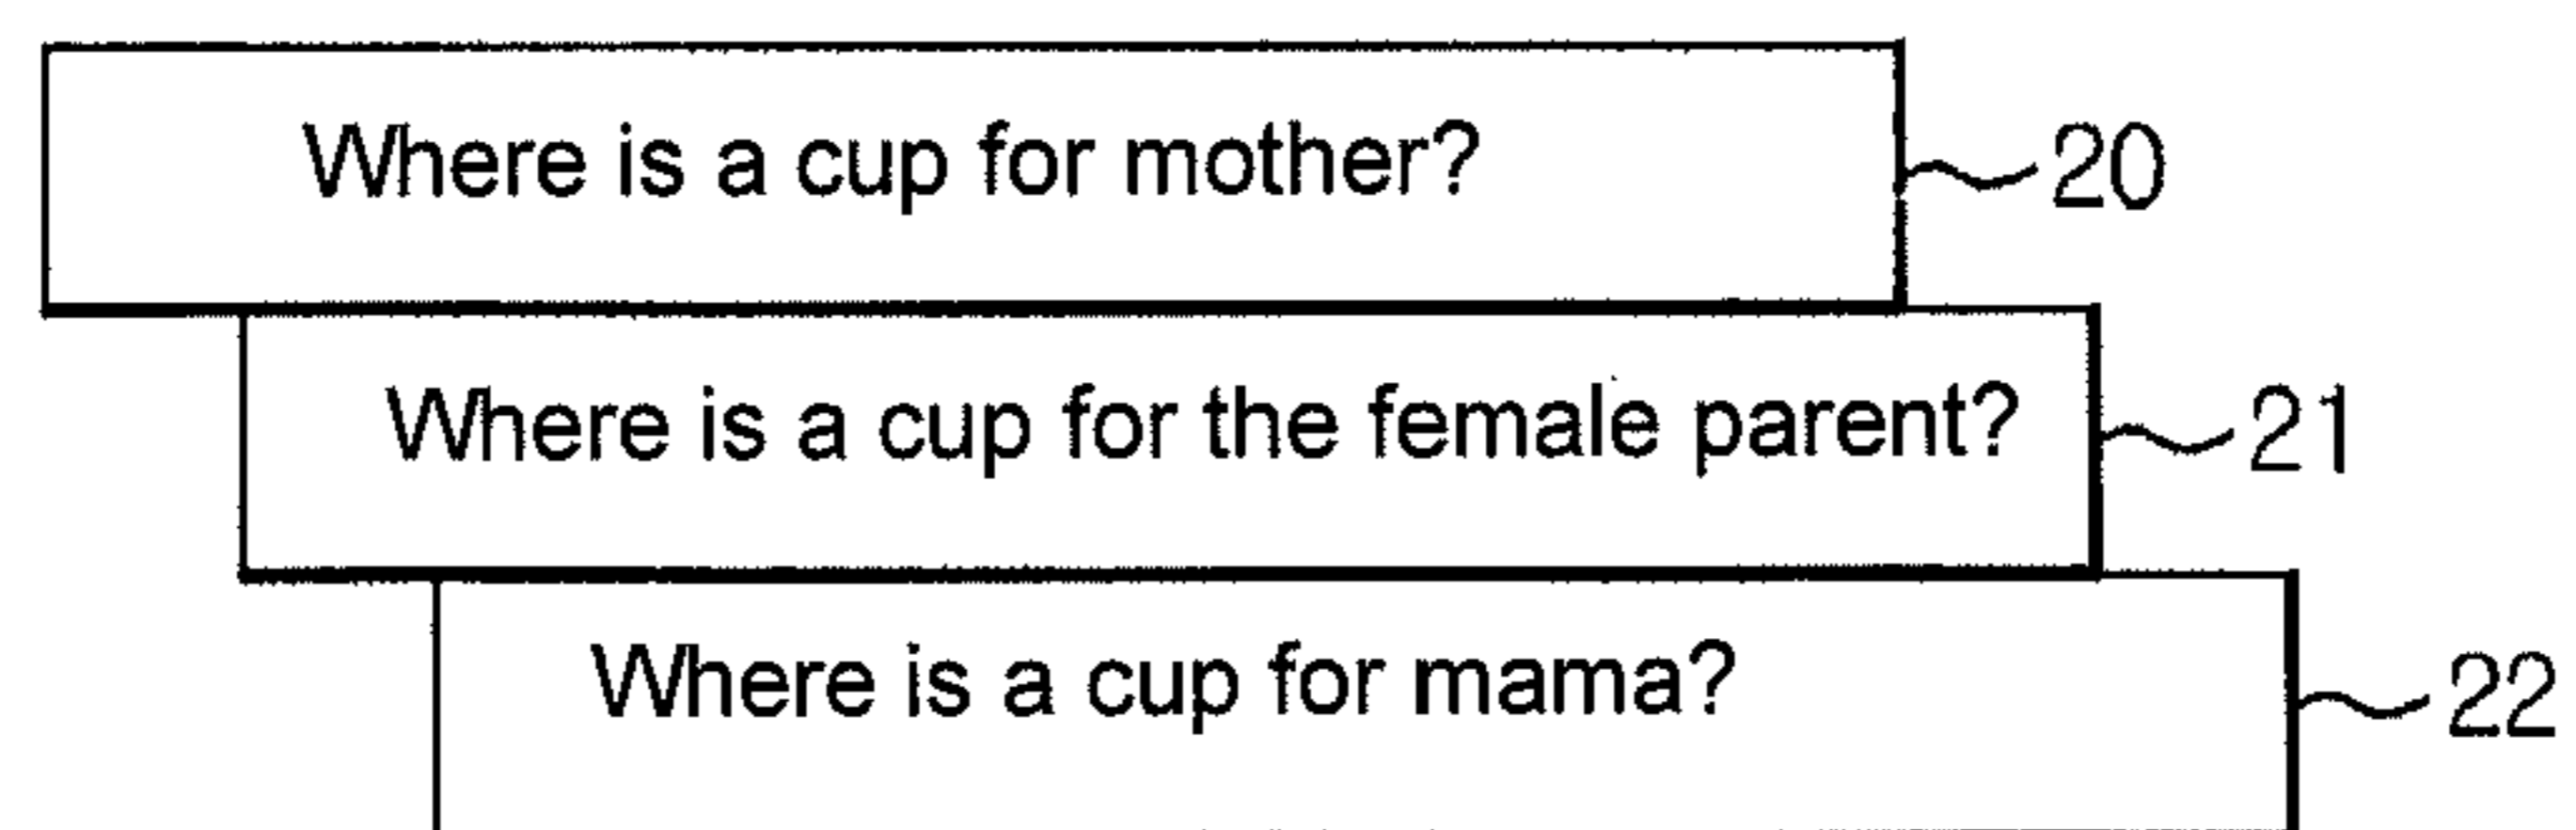 Where is a cup for mother? 20
Where is a cup for the female parent? 21
Where is a cup for mama? 22